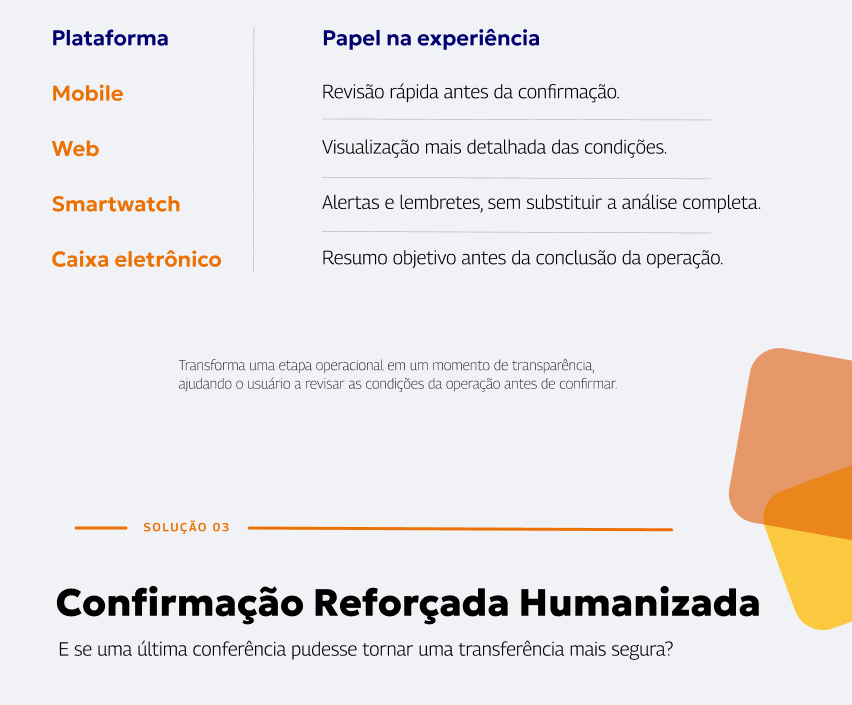 Plataforma
Papel na experiência
Mobile
Revisão rápida antes da confirmação.
Web
Visualização mais detalhada das condições.
Smartwatch
Alertas e lembretes, sem substituir a análise completa.
Caixa eletrônico
Resumo objetivo antes da conclusão da operação.
Transforma uma etapa operacional em um momento de transparência,
ajudando o usuário a revisar as condições da operação antes de confirmar.
SOLUÇÃO 03
Confirmação Reforçada Humanizada
E se uma última conferência pudesse tornar uma transferência mais segura?